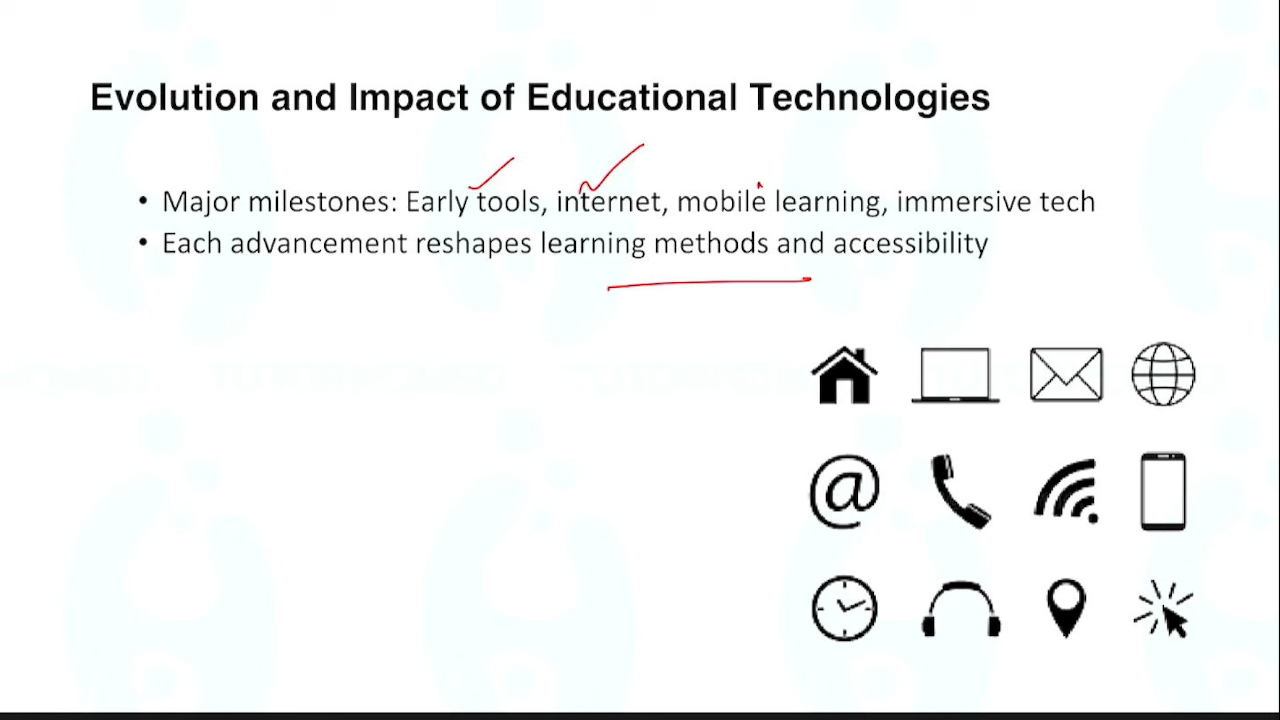 Evolution and Impact of Educational Technologies
• Major milestones: Early tools, internet, mobile learning, immersive tech
• Each advancement reshapes learning methods and accessibility
@